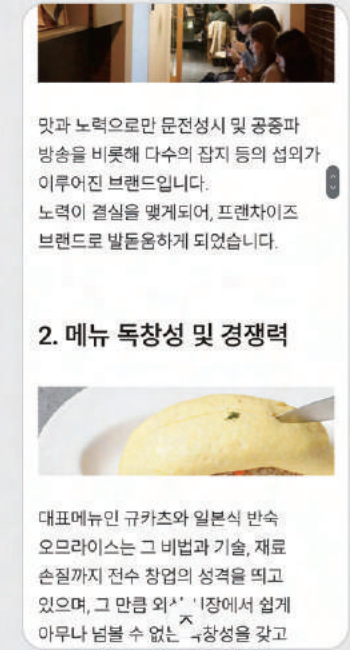 맛과 노력으로만 문전성시 및 공중파
방송을 비롯해 다수의 잡지 등의 섭외가
이루어진 브랜드입니다.
노력이 결실을 맺게되어, 프랜차이즈
브랜드로 발돋움하게 되었습니다.
2. 메뉴 독창성 및 경쟁력
대표메뉴인 규카츠와 일본식 반숙
오므라이스는 그 비법과 기술, 재료
손질까지 전수 창업의 성격을 띄고
있으며, 그 만큼 쉽게
아무나 넘볼 수 없는 갖고